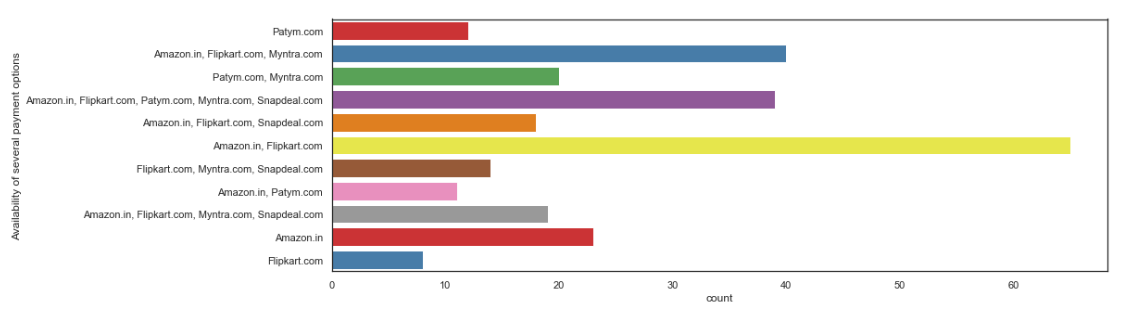 Availability of several payment options
Patym.com
Amazon.in, Flipkart.com, Myntra.com
Patym.com, Myntra.com
Amazon.in, Flipkart.com, Patym.com, Myntra.com, Snapdeal.com
Amazon.in, Flipkart.com, Snapdeal.com
Amazon.in, Flipkart.com
Flipkart.com, Myntra.com, Snapdeal.com
Amazon.in, Patym.com
Amazon.in, Flipkart.com, Myntra.com, Snapdeal.com
Amazon.in
Flipkart.com
0 10 20 30 40 50 60
count